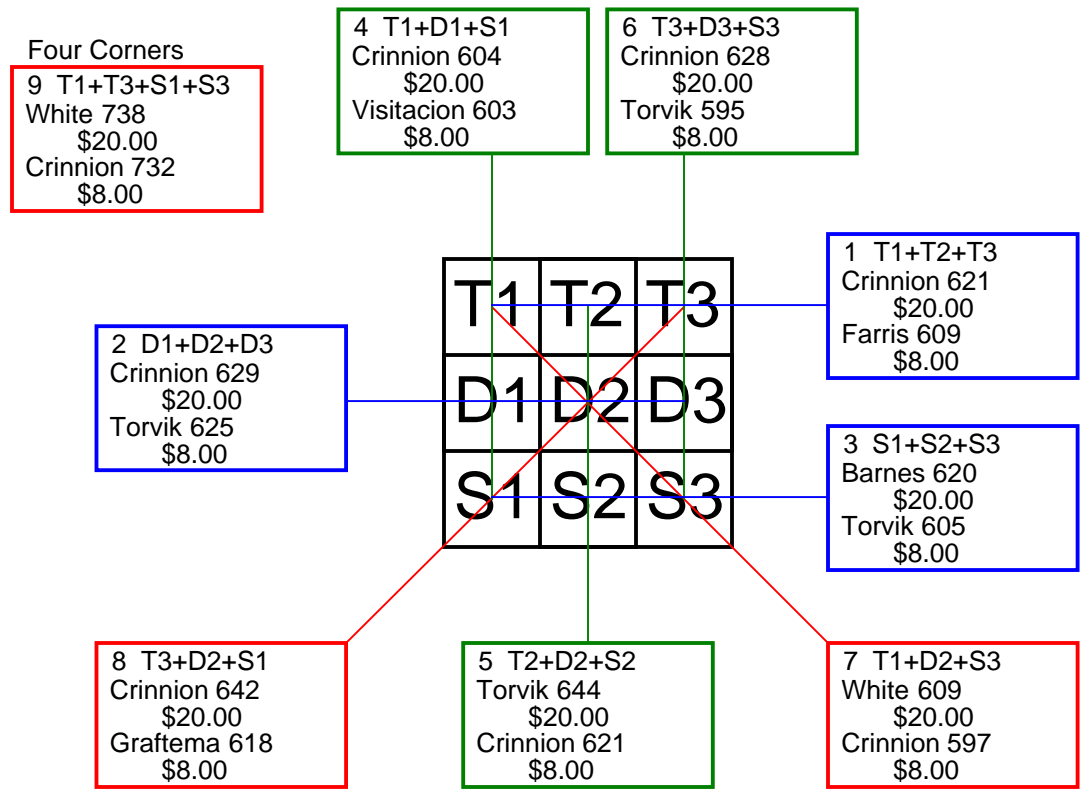 Four Corners
9 T1+T3+S1+S3
White 738
$20.00
Crinnion 732
$8.00
4 T1+D1+S1
Crinnion 604
$20.00
Visitacion 603
$8.00
6 T3+D3+S3
Crinnion 628
$20.00
Torvik 595
$8.00
1 T1+T2+T3
Crinnion 621
$20.00
Farris 609
$8.00
2 D1+D2+D3
Crinnion 629
$20.00
Torvik 625
$8.00
T1 T2 T3
D1 D2 D3
S1 S2 S3
3 S1+S2+S3
Barnes 620
$20.00
Torvik 605
$8.00
8 T3+D2+S1
Crinnion 642
$20.00
Graftema 618
$8.00
5 T2+D2+S2
Torvik 644
$20.00
Crinnion 621
$8.00
7 T1+D2+S3
White 609
$20.00
Crinnion 597
$8.00